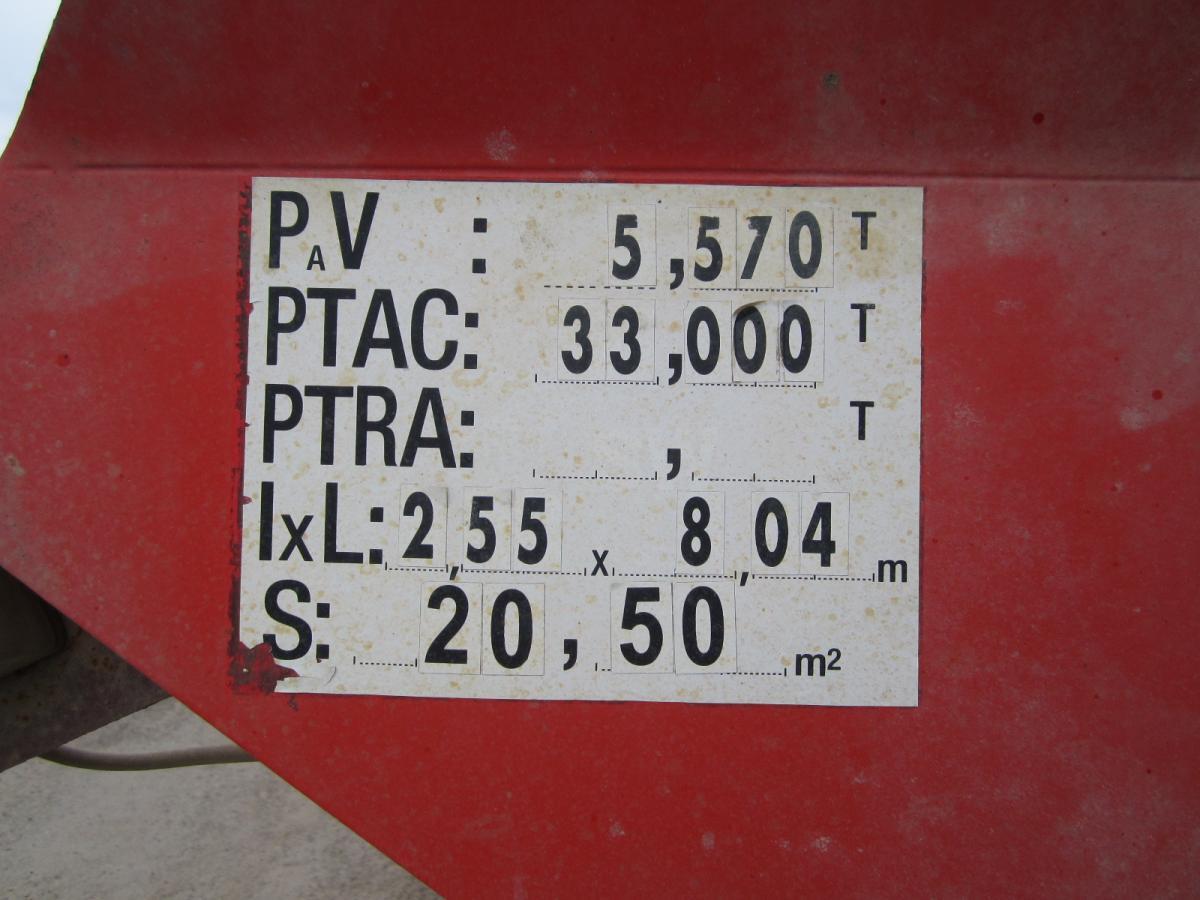 PAV : 5,570 T
PTAC: 33,000 T
PTRA: , T
IxL: 2,55 x 8,04 m
S: 20,50 m²